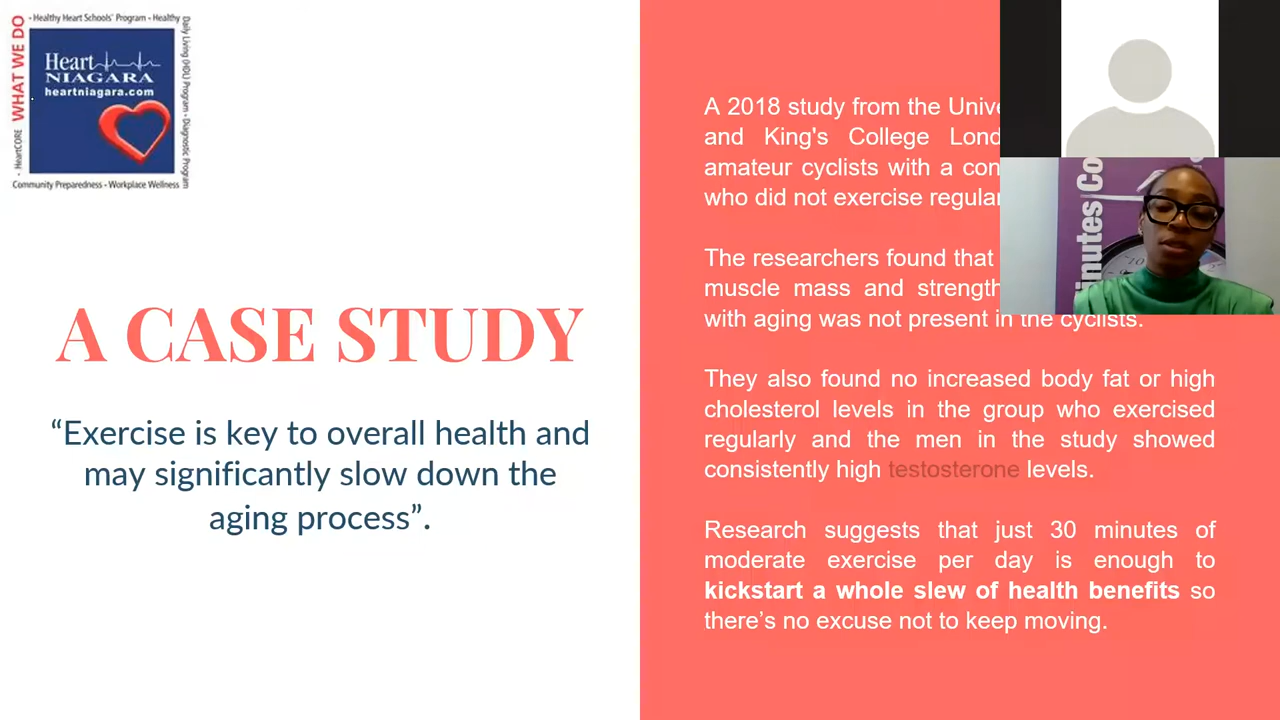 • Healthy Heart Schools' Program • Healthy
Daily Living (HDL) Program • Diagnostic Program
WHAT WE DO
• HeartCORE
Heart
NIAGARA
heartniagara.com
Community Preparedness • Workplace Wellness
A CASE STUDY
“Exercise is key to overall health and
may significantly slow down the
aging process”.
A 2018 study from the
and King's College
amateur cyclists with a
who did not exercise
The researchers found that
muscle mass and strength
with aging was not present in the cyclists.
They also found no increased body fat or high
cholesterol levels in the group who exercised
regularly and the men in the study showed
consistently high testosterone levels.
Research suggests that just 30 minutes of
moderate exercise per day is enough to
kickstart a whole slew of health benefits so
there’s no excuse not to keep moving.